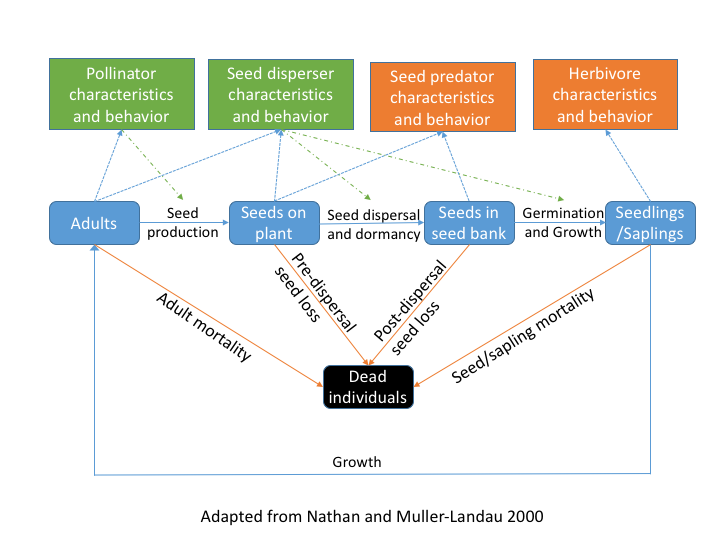 Pollinator
characteristics
and behavior
Seed disperser
characteristics
and behavior
Seed predator
characteristics
and behavior
Herbivore
characteristics
and behavior
Adults
Seed
production
Seeds on
plant
Seed dispersal
and dormancy
Seeds in
seed bank
Germination
and Growth
Seedlings
/Saplings
Adult mortality
Pre-dispersal
seed loss
Post-dispersal
seed loss
Seed/sapling mortality
Dead
individuals
Growth
Adapted from Nathan and Muller-Landau 2000